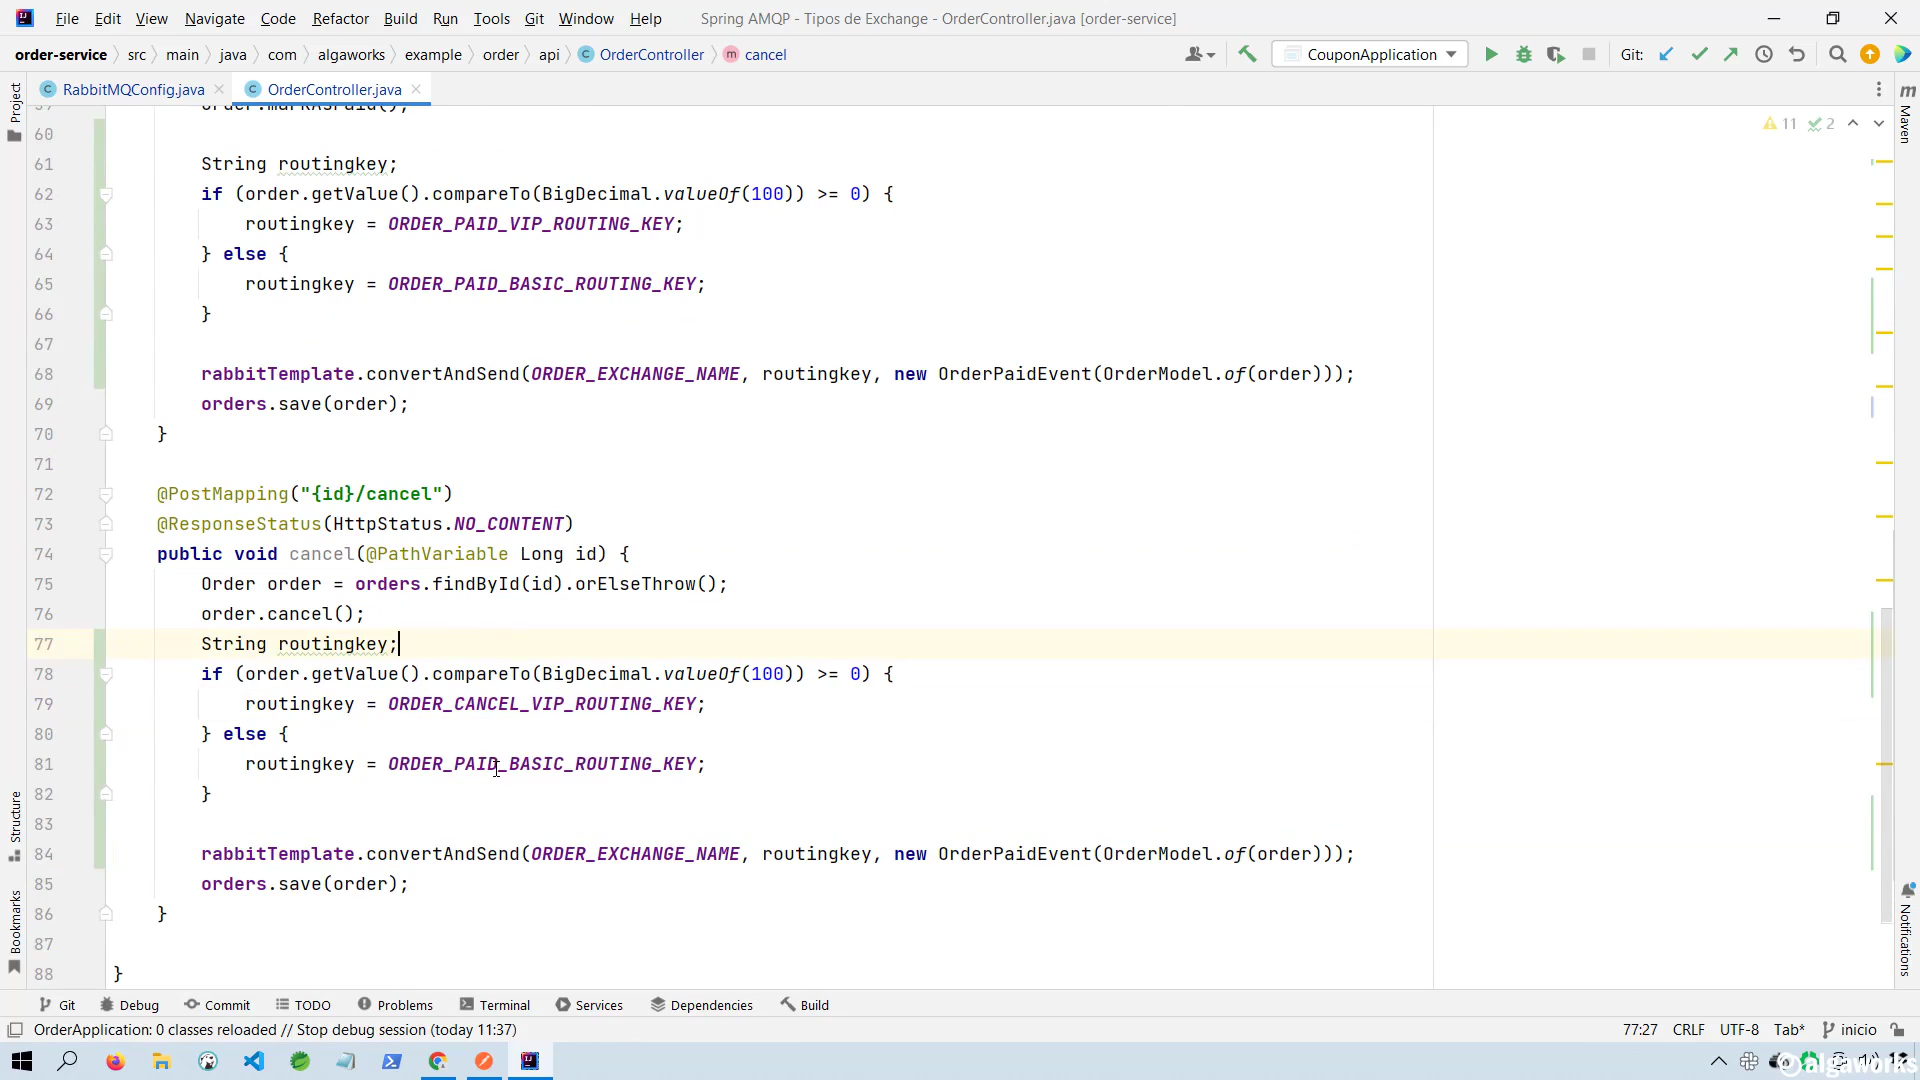 File Edit View Navigate Code Refactor Build Run Tools Git Window Help Spring AMQP - Tipos de Exchange - OrderController.java [order-service]
order-service src main java com algaworks example order api OrderController cancel CouponApplication Git:
RabbitMQConfig.java OrderController.java
Project
Maven
11 2
60
61 String routingkey;
62 if (order.getValue().compareTo(BigDecimal.valueOf(100)) >= 0) {
63 routingkey = ORDER_PAID_VIP_ROUTING_KEY;
64 } else {
65 routingkey = ORDER_PAID_BASIC_ROUTING_KEY;
66 }
67
68 rabbitTemplate.convertAndSend(ORDER_EXCHANGE_NAME, routingkey, new OrderPaidEvent(OrderModel.of(order)));
69 orders.save(order);
70 }
71
72 @PostMapping("{id}/cancel")
73 @ResponseStatus(HttpStatus.NO_CONTENT)
74 public void cancel(@PathVariable Long id) {
75 Order order = orders.findById(id).orElseThrow();
76 order.cancel();
77 String routingkey;
78 if (order.getValue().compareTo(BigDecimal.valueOf(100)) >= 0) {
79 routingkey = ORDER_CANCEL_VIP_ROUTING_KEY;
80 } else {
81 routingkey = ORDER_PAID_BASIC_ROUTING_KEY;
82 }
83
84 rabbitTemplate.convertAndSend(ORDER_EXCHANGE_NAME, routingkey, new OrderPaidEvent(OrderModel.of(order)));
85 orders.save(order);
86 }
87
88 }
Structure
Bookmarks
Notifications
Git Debug Commit TODO Problems Terminal Services Dependencies Build
OrderApplication: 0 classes reloaded // Stop debug session (today 11:37) 77:27 CRLF UTF-8 Tab* inicio
algaworks